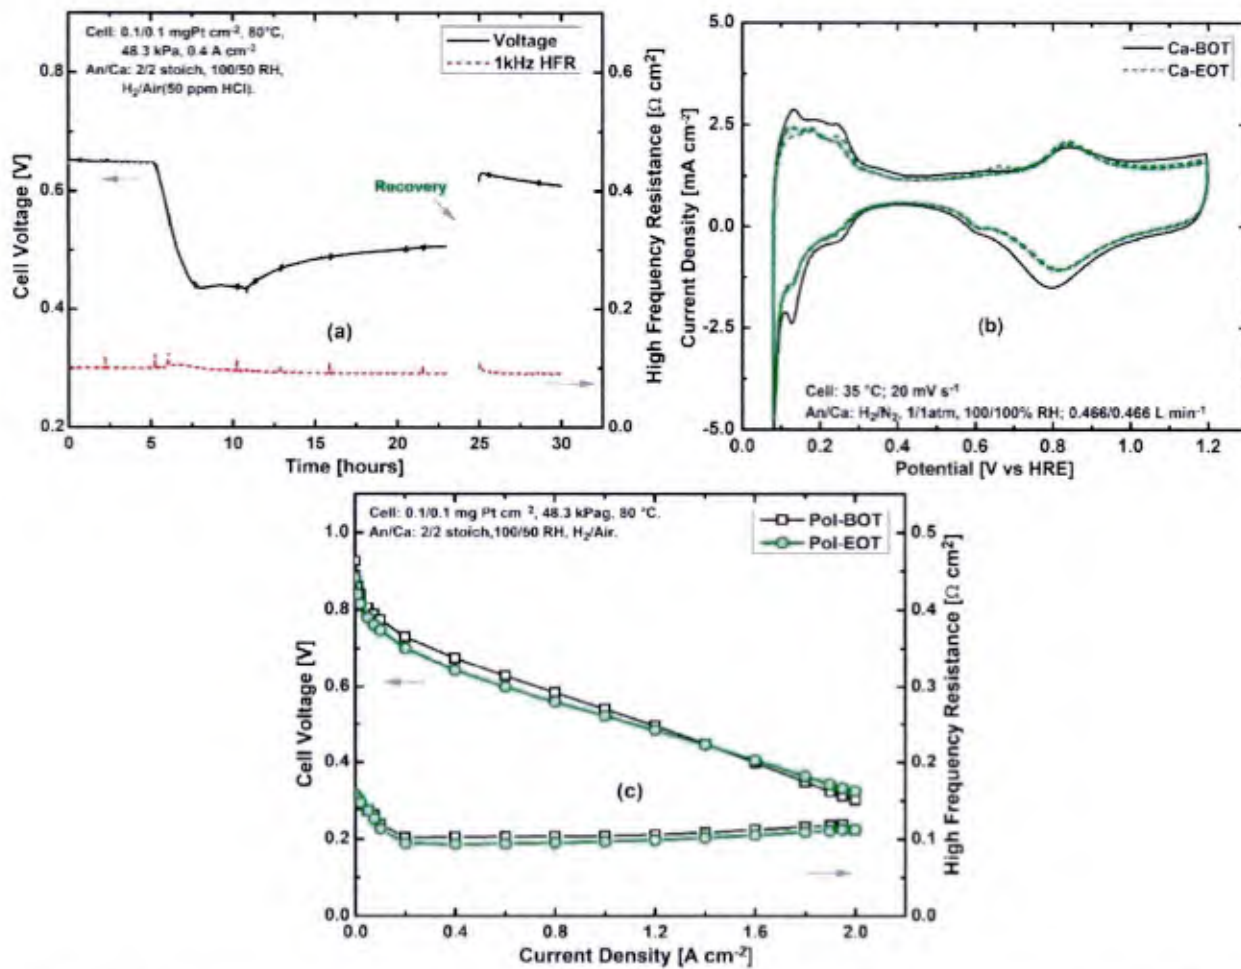 Cell: 0.1/0.1 mgPt cm⁻², 80°C,
48.3 kPa, 0.4 A cm⁻²
An/Ca: 2/2 stoich, 100/50 RH,
H₂/Air(50 ppm HCl).
Voltage
1kHz HFR
0.8
0.6
0.4
0.2
Cell Voltage [V]
Recovery
(a)
0.6
0.4
0.2
0.0
High Frequency Resistance [Ω cm²]
0
5
10
15
20
25
30
Time [hours]
Ca-BOT
Ca-EOT
5.0
2.5
0.0
-2.5
-5.0
Current Density [mA cm⁻²]
(b)
Cell: 35 °C; 20 mV s⁻¹
An/Ca: H₂/N₂, 1/1atm, 100/100% RH; 0.466/0.466 L min⁻¹
0.0
0.2
0.4
0.6
0.8
1.0
1.2
Potential [V vs HRE]
Cell: 0.1/0.1 mg Pt cm⁻², 48.3 kPag, 80 °C.
An/Ca: 2/2 stoich,100/50 RH, H₂/Air.
Pol-BOT
Pol-EOT
1.0
0.8
0.6
0.4
0.2
0.0
Cell Voltage [V]
(c)
0.5
0.4
0.3
0.2
0.1
0.0
High Frequency Resistance [Ω cm²]
0.0
0.4
0.8
1.2
1.6
2.0
Current Density [A cm⁻²]